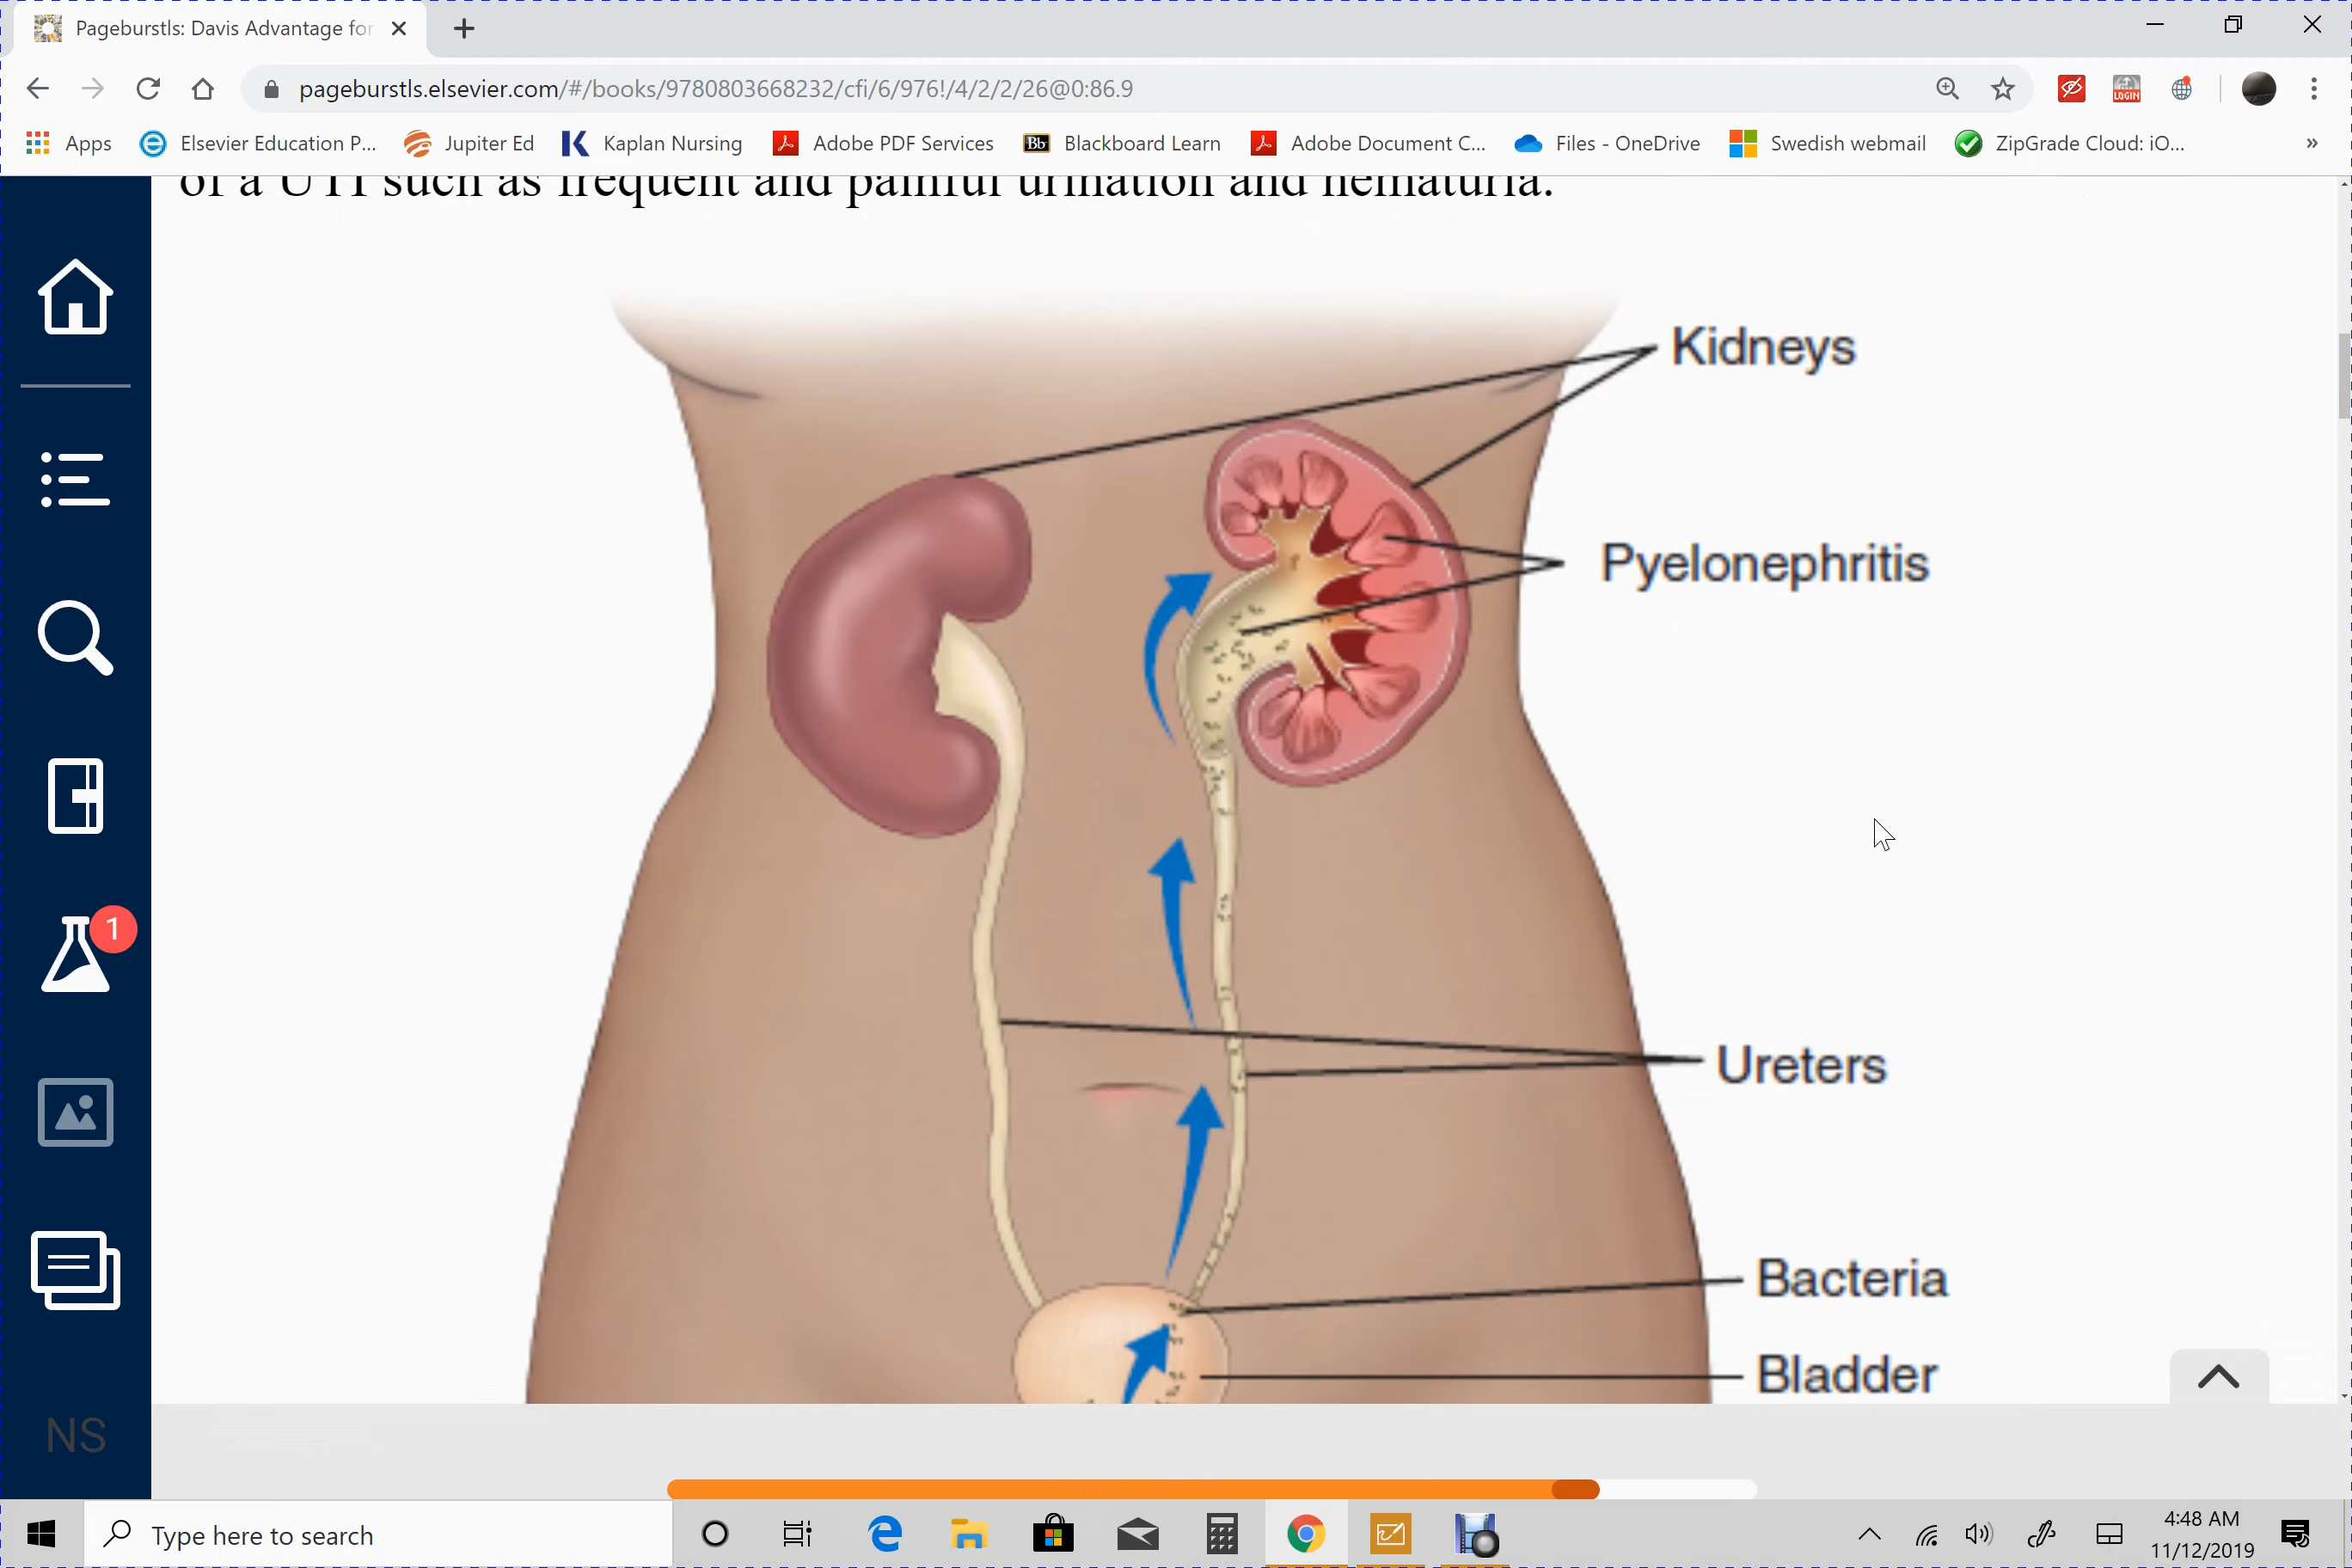 Pageburstls: Davis Advantage for
pageburstls.elsevier.com/#/books/9780803668232/cfi/6/976!/4/2/2/26@0:86.9
LOGIN
Apps
Elsevier Education P...
Jupiter Ed
Kaplan Nursing
Adobe PDF Services
Bb
Blackboard Learn
Adobe Document C...
Files - OneDrive
Swedish webmail
ZipGrade Cloud: iO...
»
of a UTI such as frequent and painful urination and hematuria.
Kidneys
Pyelonephritis
1
Ureters
Bacteria
Bladder
NS
Type here to search
4:48 AM
11/12/2019